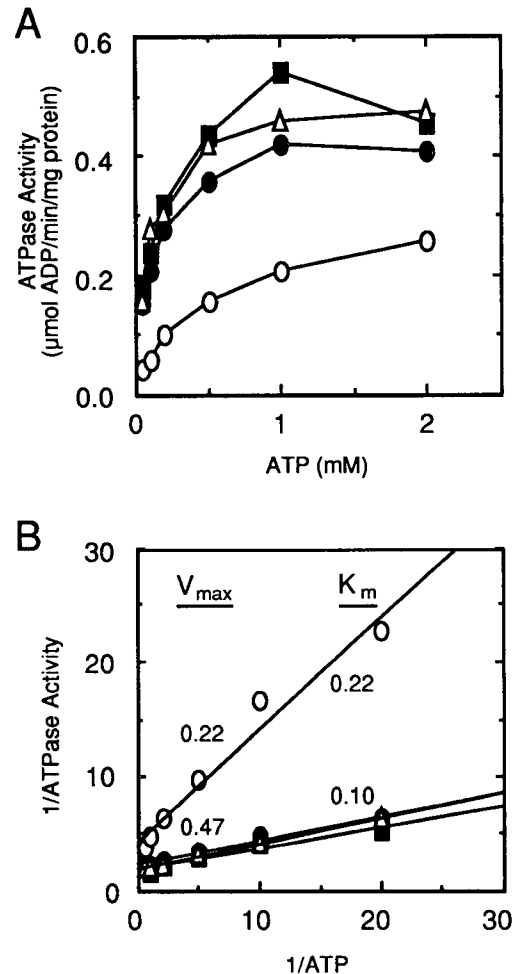 A
ATPase Activity
(μmol ADP/min/mg protein)
0.6
0.4
0.2
0.0
0
1
2
ATP (mM)
B
1/ATPase Activity
30
20
10
0
Vmax
Km
0.22
0.22
0.47
0.10
0
10
20
30
1/ATP